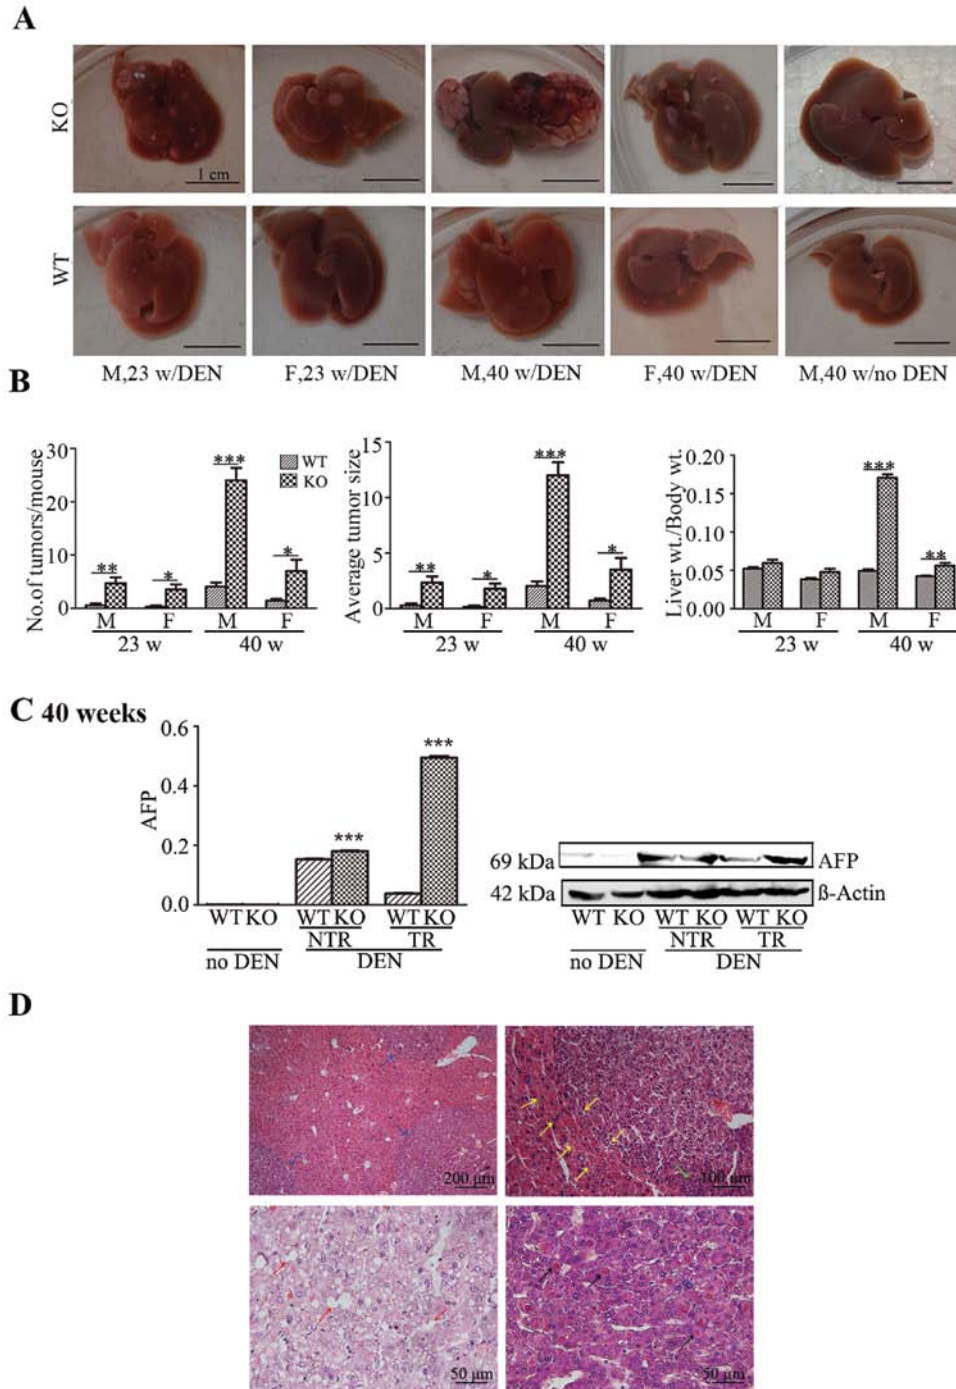 A
KO
1 cm
WT
M,23 w/DEN F,23 w/DEN M,40 w/DEN F,40 w/DEN M,40 w/no DEN
B
No.of tumors/mouse
30
20
10
0
** * *** *
WT
KO
M F M F
23 w 40 w
Average tumor size
15
10
5
0
** * *** *
M F M F
23 w 40 w
Liver wt./Body wt.
0.20
0.15
0.10
0.05
0.00
*** **
M F M F
23 w 40 w
C 40 weeks
AFP
0.6
0.4
0.2
0.0
*** ***
WT KO WT KO WT KO
NTR TR
no DEN DEN
69 kDa AFP
42 kDa ß-Actin
WT KO WT KO WT KO
NTR TR
no DEN DEN
D
200 µm 100 µm
50 µm 50 µm